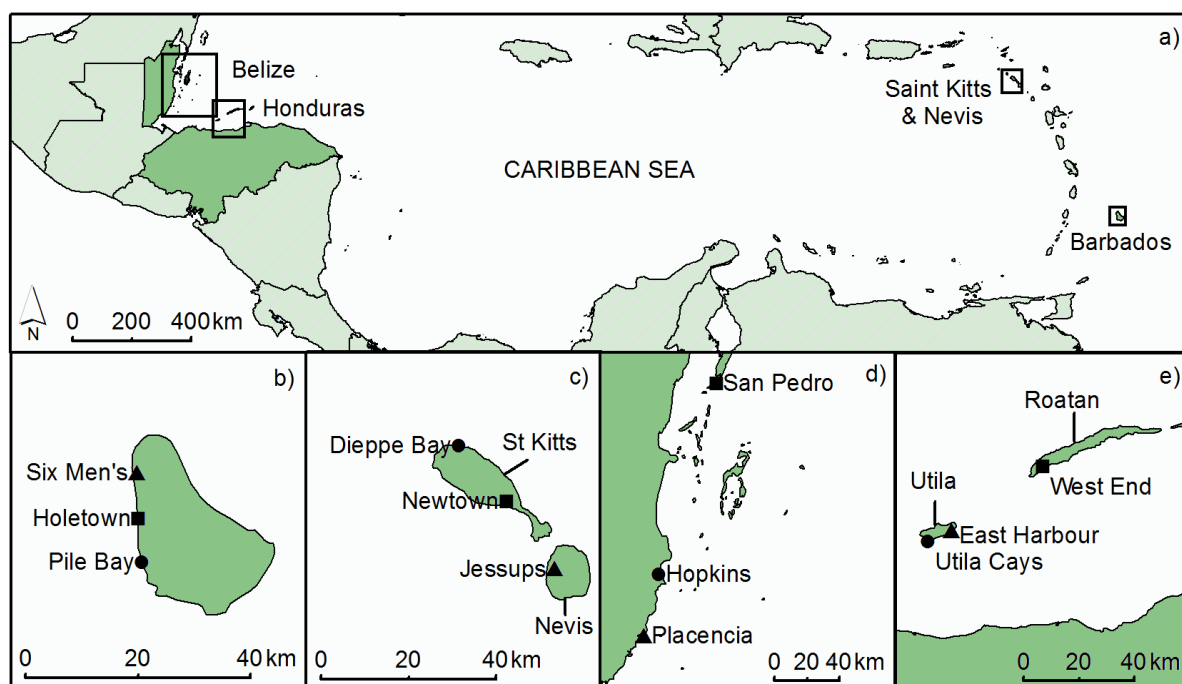 a)
Belize
Honduras
Saint Kitts
& Nevis
CARIBBEAN SEA
Barbados
N
0 200 400 km
b)
Six Men's
Holetown
Pile Bay
0 20 40 km
c)
Dieppe Bay
St Kitts
Newtown
Jessups
Nevis
0 20 40 km
d)
San Pedro
Hopkins
Placencia
0 20 40 km
e)
Roatan
West End
Utila
East Harbour
Utila Cays
0 20 40 km